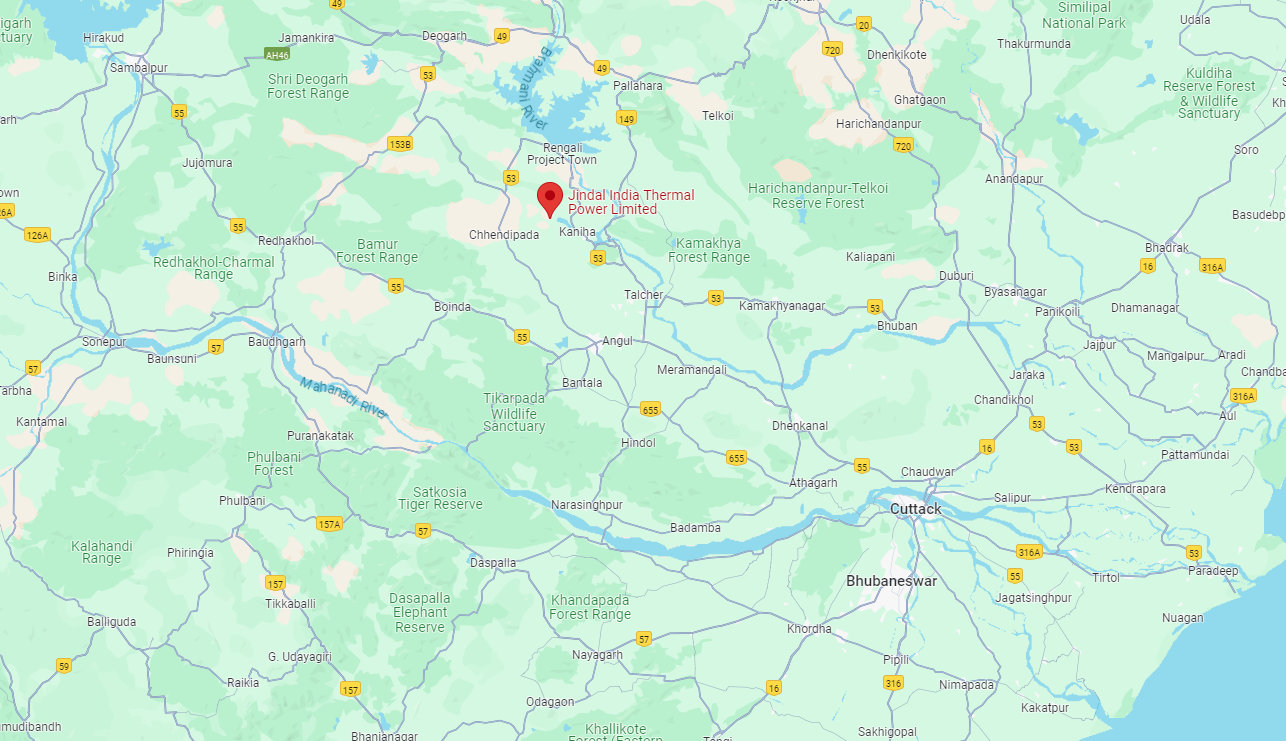 igarh
ctuary
Hirakud
Jamankira
49
Deogarh
49
20
Similipal
National Park
Udala
Thakurmunda
AH46
Sambalpur
Shri Deogarh
Forest Range
53
Brahmani River
49
Pallahara
720
Dhenkikote
Kuldiha
Reserve Forest
& Wildlife
Sanctuary
55
149
Telkoi
Ghatgaon
Harichandanpur
arh
153B
720
Rengali
Project Town
Soro
Jujomura
53
Jindal India Thermal
Power Limited
Harichandanpur-Telkoi
Reserve Forest
Anandapur
own
26A
126A
55
Redhakhol
Chhendipada
Kaniha
Basudebp
Bamur
Forest Range
53
Kamakhya
Forest Range
Kaliapani
Bhadrak
16
316A
Redhakhol-Charmal
Range
Binka
55
Boinda
Talcher
53
Kamakhyanagar
53
Duburi
Byasanagar
Panikoili
Dhamanagar
Bhuban
Sonepur
Baunsuni
57
Baudhgarh
55
Angul
Jajpur
Mangalpur
Aradi
57
Tarbha
Mahanadi River
Bantala
Meramandali
Jaraka
Chandba
Kantamal
Tikarpada
Wildlife
Sanctuary
655
Chandikhol
316A
Aul
Puranakatak
Hindol
Dhenkanal
53
16
53
Phulbani
Forest
655
55
Chaudwar
Pattamundai
Phulbani
Satkosia
Tiger Reserve
Narasinghpur
Athagarh
Cuttack
Salipur
Kendrapara
157A
57
Badamba
Kalahandi
Range
Phiringia
Daspalla
316A
53
Paradeep
157
Tikkaballi
Dasapalla
Elephant
Reserve
Khandapada
Forest Range
Bhubaneswar
55
Tirtol
Jagatsinghpur
Balliguda
Nuagan
59
G. Udayagiri
57
Khordha
Nayagarh
Pipili
Raikia
157
16
316
Nimapada
Odagaon
Kakatpur
mudibandh
Bhanjanagar
Khallikote
Forest (Eastern
Sakhigopal
Tangi